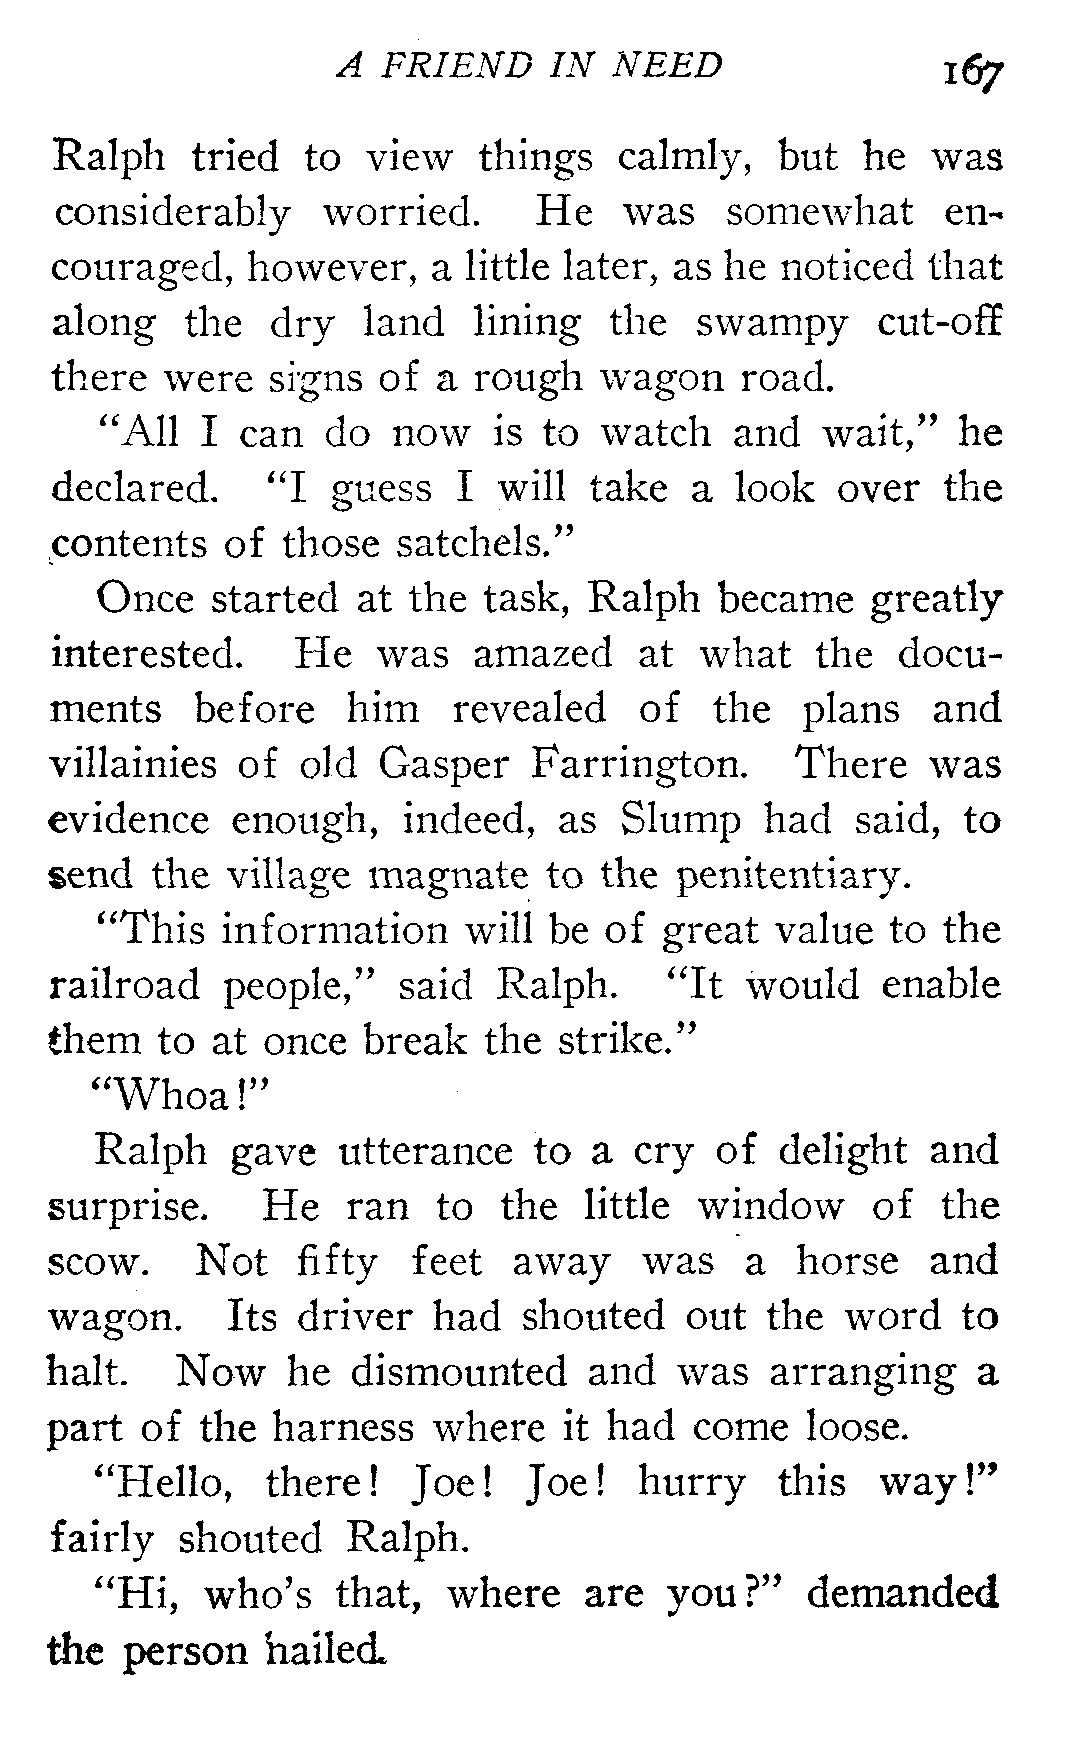 A FRIEND IN NEED 167
Ralph tried to view things calmly, but he was
considerably worried. He was somewhat en-
couraged, however, a little later, as he noticed that
along the dry land lining the swampy cut-off
there were signs of a rough wagon road.
“All I can do now is to watch and wait,” he
declared. “I guess I will take a look over the
contents of those satchels.”
Once started at the task, Ralph became greatly
interested. He was amazed at what the docu-
ments before him revealed of the plans and
villainies of old Gasper Farrington. There was
evidence enough, indeed, as Slump had said, to
send the village magnate to the penitentiary.
“This information will be of great value to the
railroad people,” said Ralph. “It would enable
them to at once break the strike.”
“Whoa!”
Ralph gave utterance to a cry of delight and
surprise. He ran to the little window of the
scow. Not fifty feet away was a horse and
wagon. Its driver had shouted out the word to
halt. Now he dismounted and was arranging a
part of the harness where it had come loose.
“Hello, there! Joe! Joe! hurry this way!”
fairly shouted Ralph.
“Hi, who's that, where are you?” demanded
the person hailed.